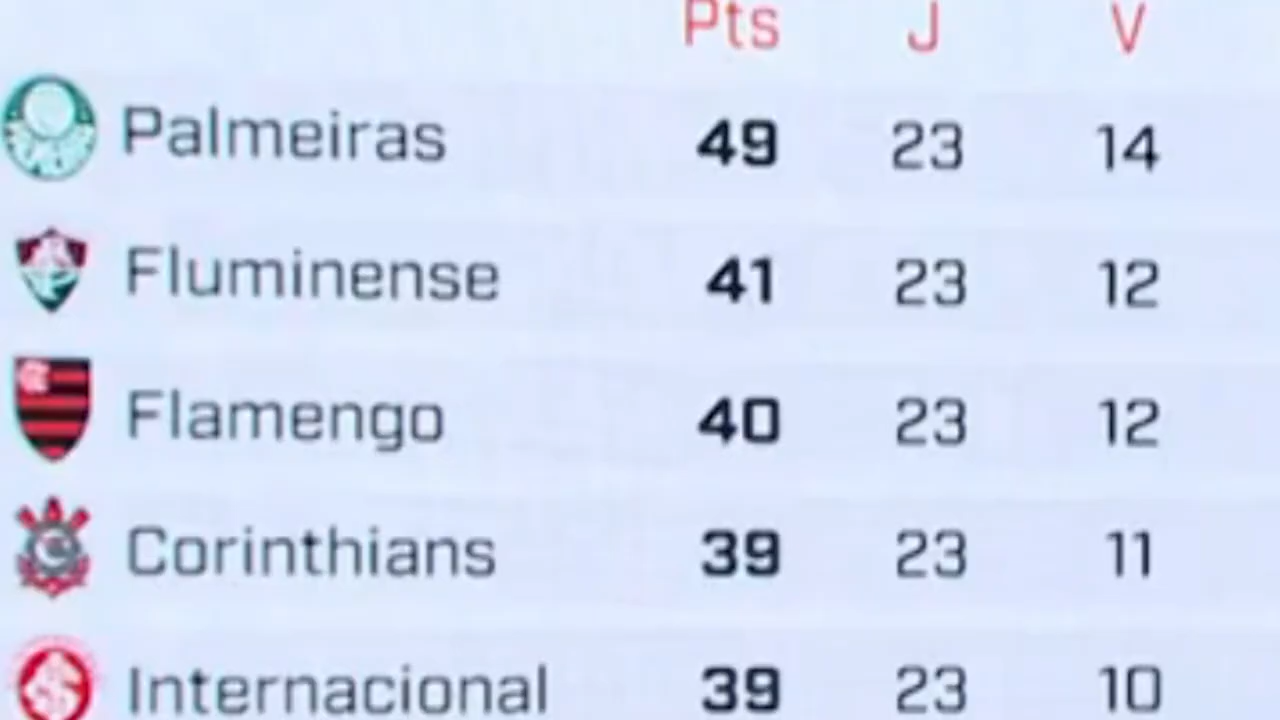 Pts J V
Palmeiras 49 23 14
Fluminense 41 23 12
Flamengo 40 23 12
Corinthians 39 23 11
Internacional 39 23 10